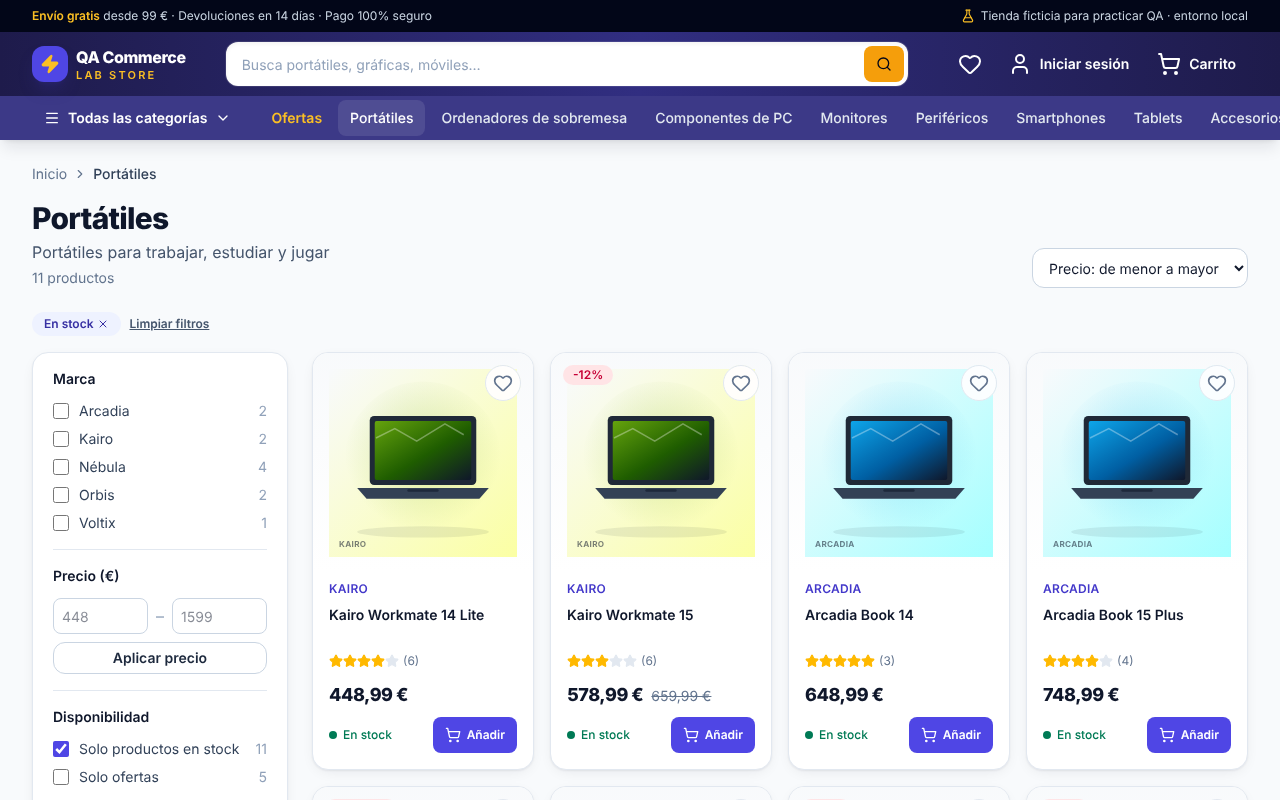 Envío gratis desde 99 € · Devoluciones en 14 días · Pago 100% seguro
Tienda ficticia para practicar QA · entorno local
QA Commerce
LAB STORE
Busca portátiles, gráficas, móviles...
Iniciar sesión
Carrito
Todas las categorías
Ofertas
Portátiles
Ordenadores de sobremesa
Componentes de PC
Monitores
Periféricos
Smartphones
Tablets
Accesorios
Inicio > Portátiles
Portátiles
Portátiles para trabajar, estudiar y jugar
11 productos
Precio: de menor a mayor
En stock ×
Limpiar filtros
Marca
Arcadia 2
Kairo 2
Nébula 4
Orbis 2
Voltix 1
Precio (€)
448 – 1599
Aplicar precio
Disponibilidad
Solo productos en stock 11
Solo ofertas 5
KAIRO
KAIRO
Kairo Workmate 14 Lite
(6)
448,99 €
En stock
Añadir
-12%
KAIRO
KAIRO
Kairo Workmate 15
(6)
578,99 € 659,99 €
En stock
Añadir
ARCADIA
ARCADIA
Arcadia Book 14
(3)
648,99 €
En stock
Añadir
ARCADIA
ARCADIA
Arcadia Book 15 Plus
(4)
748,99 €
En stock
Añadir